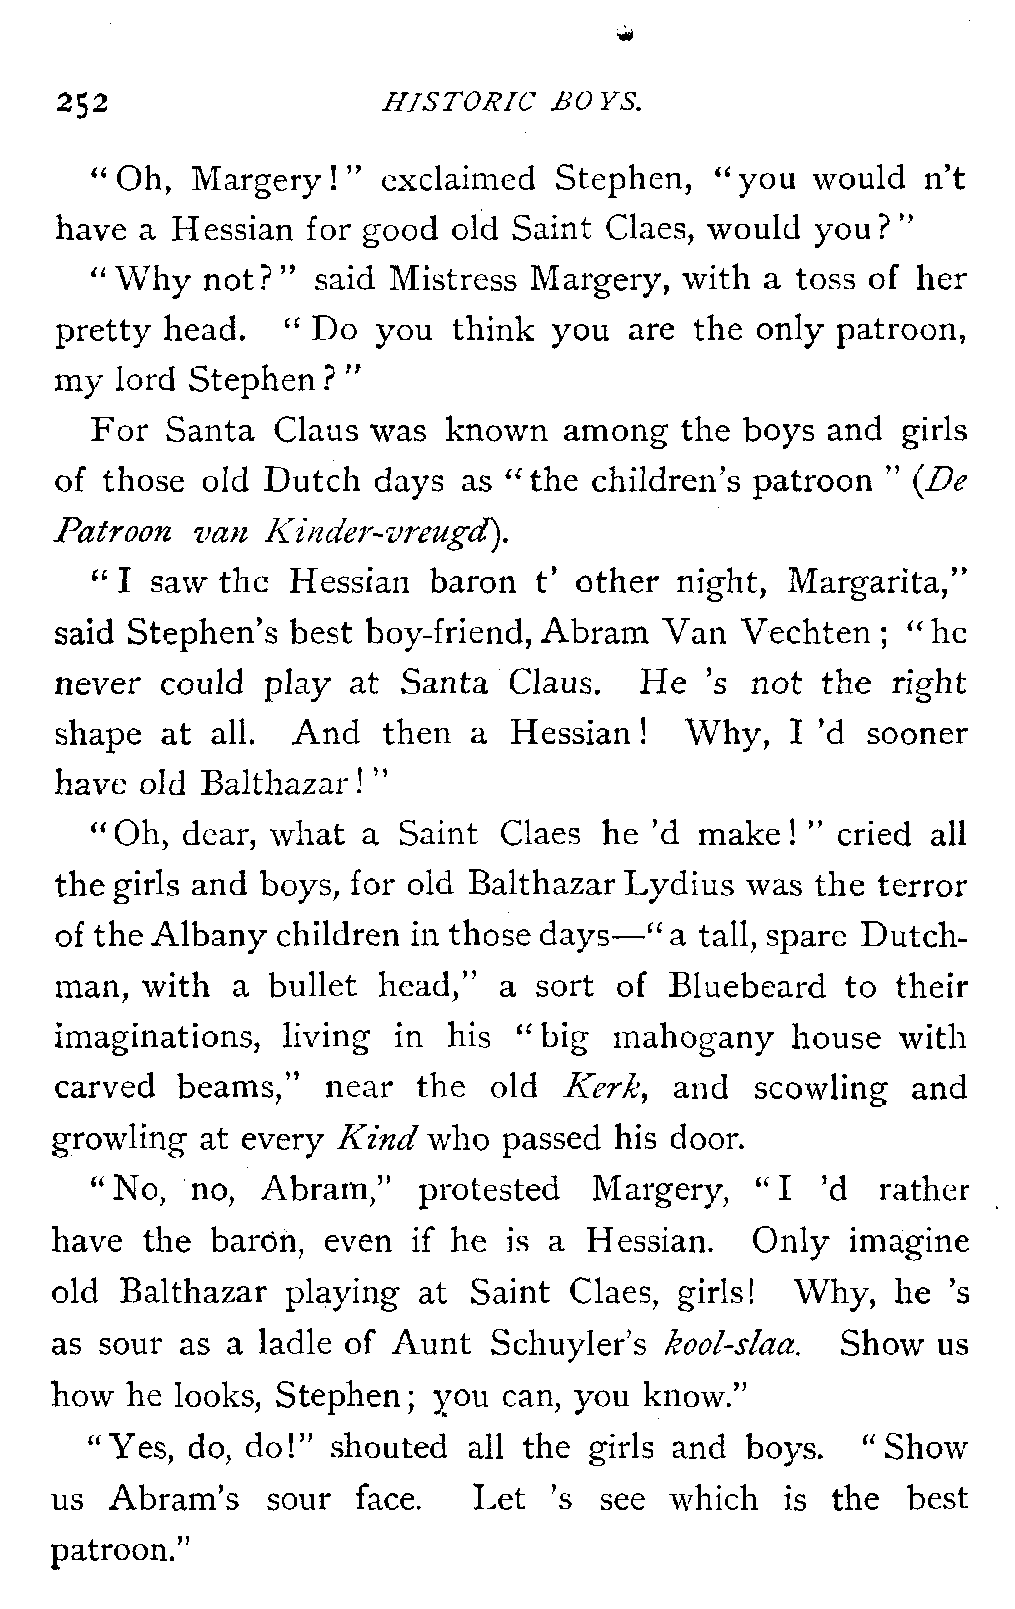 252 HISTORIC BOYS.
“Oh, Margery!” exclaimed Stephen, “you would n’t
have a Hessian for good old Saint Claes, would you?”
“Why not?” said Mistress Margery, with a toss of her
pretty head. “Do you think you are the only patroon,
my lord Stephen?”
For Santa Claus was known among the boys and girls
of those old Dutch days as “the children’s patroon” (De
Patroon van Kinder-vreugd).
“I saw the Hessian baron t’ other night, Margarita,”
said Stephen’s best boy-friend, Abram Van Vechten; “he
never could play at Santa Claus. He ’s not the right
shape at all. And then a Hessian! Why, I ’d sooner
have old Balthazar!”
“Oh, dear, what a Saint Claes he ’d make!” cried all
the girls and boys, for old Balthazar Lydius was the terror
of the Albany children in those days—“a tall, spare Dutch-
man, with a bullet head,” a sort of Bluebeard to their
imaginations, living in his “big mahogany house with
carved beams,” near the old Kerk, and scowling and
growling at every Kind who passed his door.
“No, no, Abram,” protested Margery, “I ’d rather
have the baron, even if he is a Hessian. Only imagine
old Balthazar playing at Saint Claes, girls! Why, he ’s
as sour as a ladle of Aunt Schuyler’s kool-slaa. Show us
how he looks, Stephen; you can, you know.”
“Yes, do, do!” shouted all the girls and boys. “Show
us Abram’s sour face. Let ’s see which is the best
patroon.”